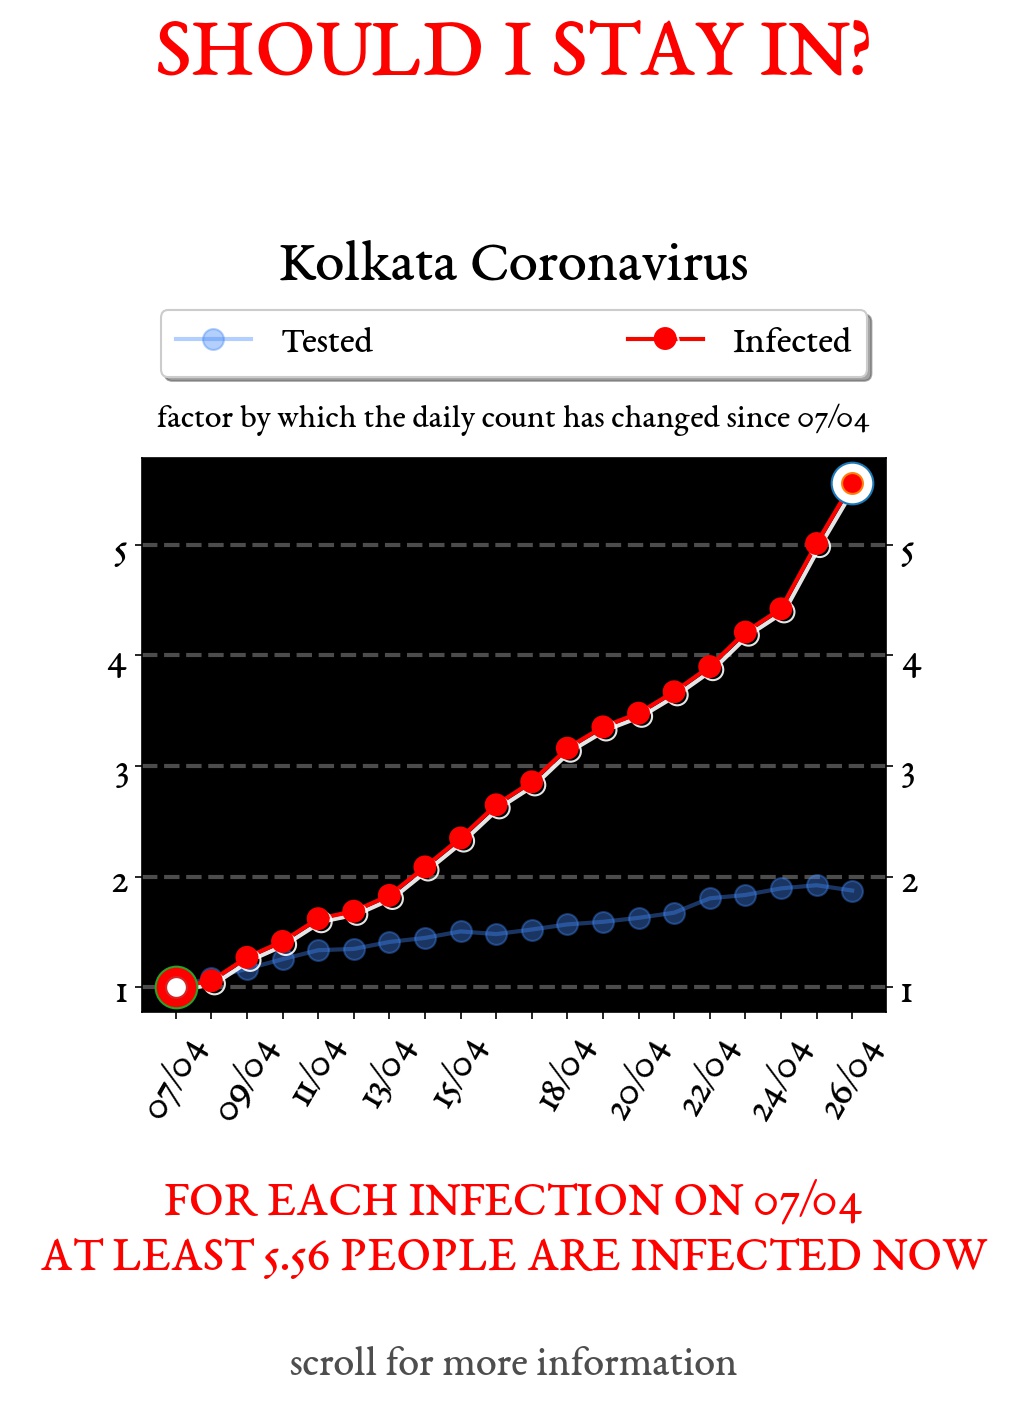 SHOULD I STAY IN?
Kolkata Coronavirus
Tested Infected
factor by which the daily count has changed since 07/04
5 5
4 4
3 3
2 2
1 1
07/04 09/04 11/04 13/04 15/04 18/04 20/04 22/04 24/04 26/04
FOR EACH INFECTION ON 07/04
AT LEAST 5.56 PEOPLE ARE INFECTED NOW
scroll for more information